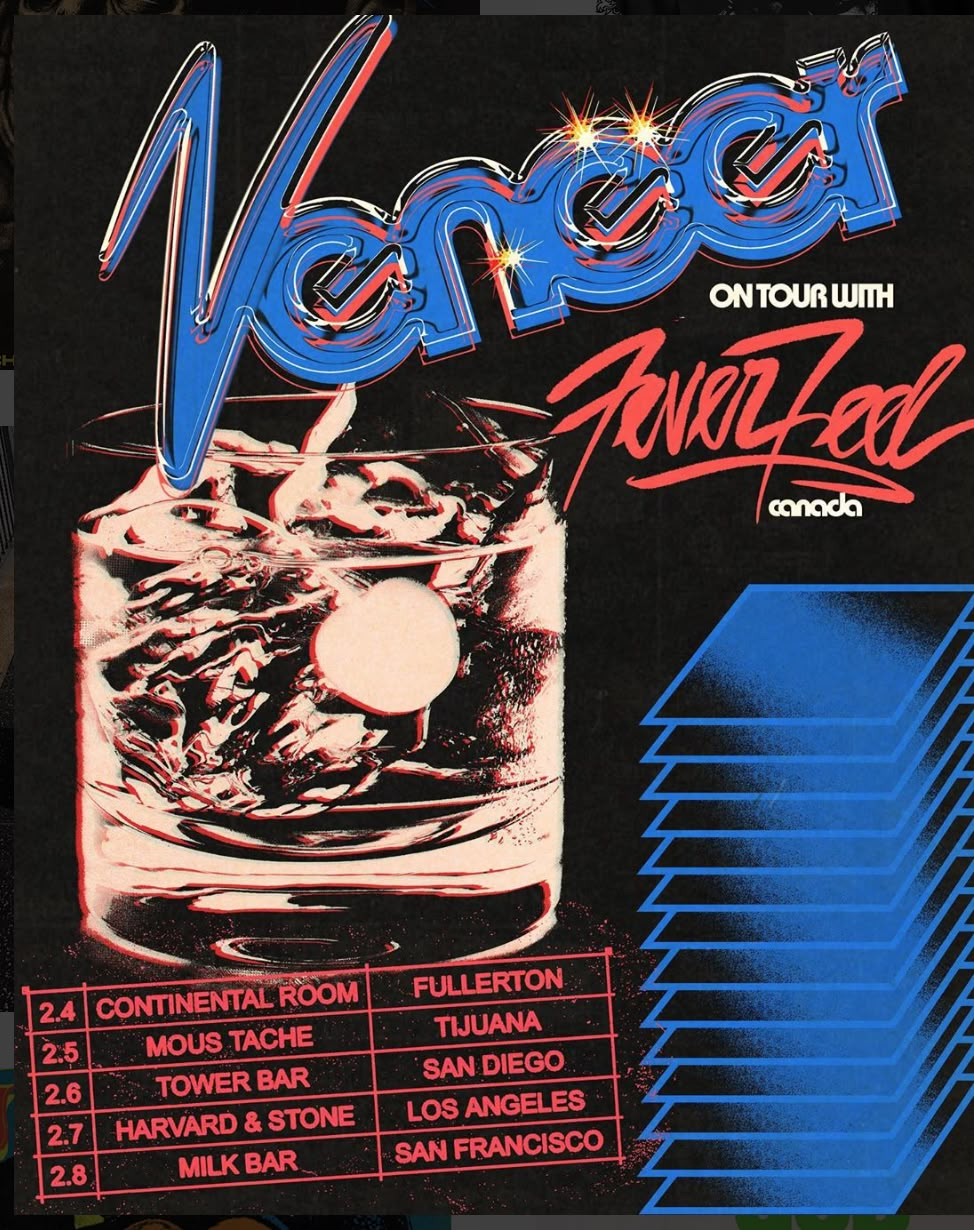 Veneer
ON TOUR WITH
Fever Feel
canada
2.4 CONTINENTAL ROOM FULLERTON
2.5 MOUS TACHE TIJUANA
2.6 TOWER BAR SAN DIEGO
2.7 HARVARD & STONE LOS ANGELES
2.8 MILK BAR SAN FRANCISCO